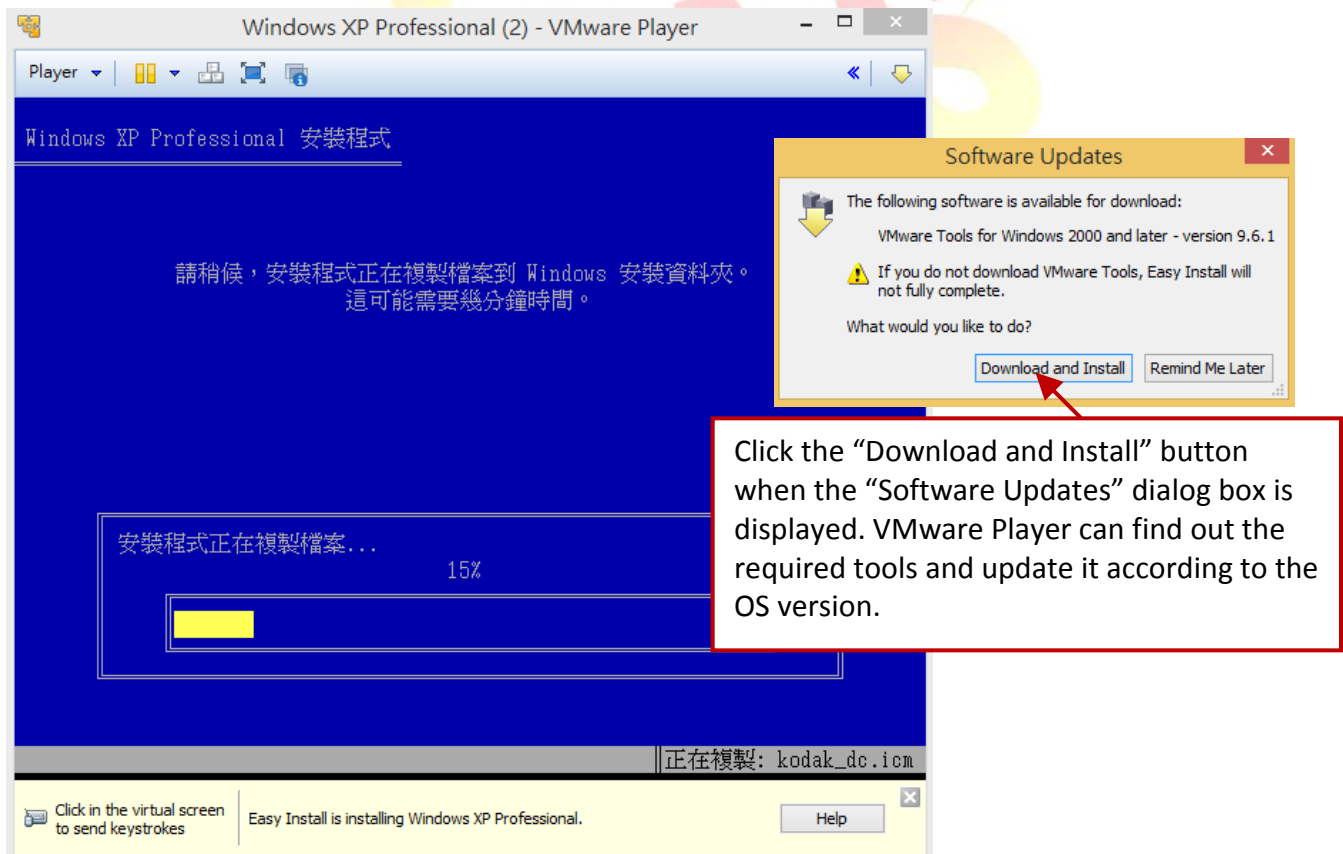 Windows XP Professional (2) - VMware Player
Player
Windows XP Professional 安裝程式
請稍候，安裝程式正在複製檔案到 Windows 安裝資料夾。
這可能需要幾分鐘時間。
安裝程式正在複製檔案...
15%
正在複製: kodak_dc.icm
Click in the virtual screen
to send keystrokes
Easy Install is installing Windows XP Professional.
Help
Software Updates
The following software is available for download:
VMware Tools for Windows 2000 and later - version 9.6.1
If you do not download VMware Tools, Easy Install will
not fully complete.
What would you like to do?
Download and Install
Remind Me Later
Click the “Download and Install” button
when the “Software Updates” dialog box is
displayed. VMware Player can find out the
required tools and update it according to the
OS version.